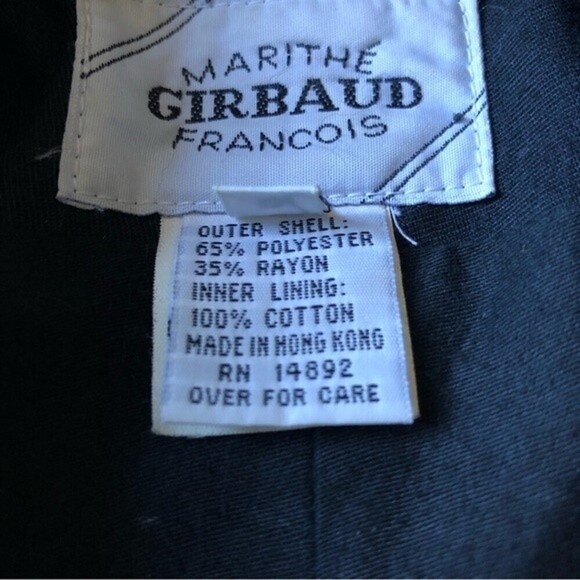 MARITHE
GIRBAUD
FRANCOIS
OUTER SHELL:
65% POLYESTER
35% RAYON
INNER LINING:
100% COTTON
MADE IN HONG KONG
RN 14892
OVER FOR CARE